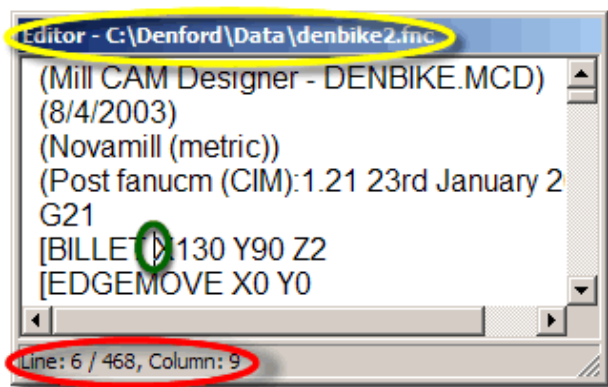 Editor - C:\Denford\Data\denbike2.fnc
(Mill CAM Designer - DENBIKE.MCD)
(8/4/2003)
(Novamill (metric))
(Post fanucm (CIM):1.21 23rd January 2
G21
[BILLET X130 Y90 Z2
[EDGEMOVE X0 Y0
Line: 6 / 468, Column: 9